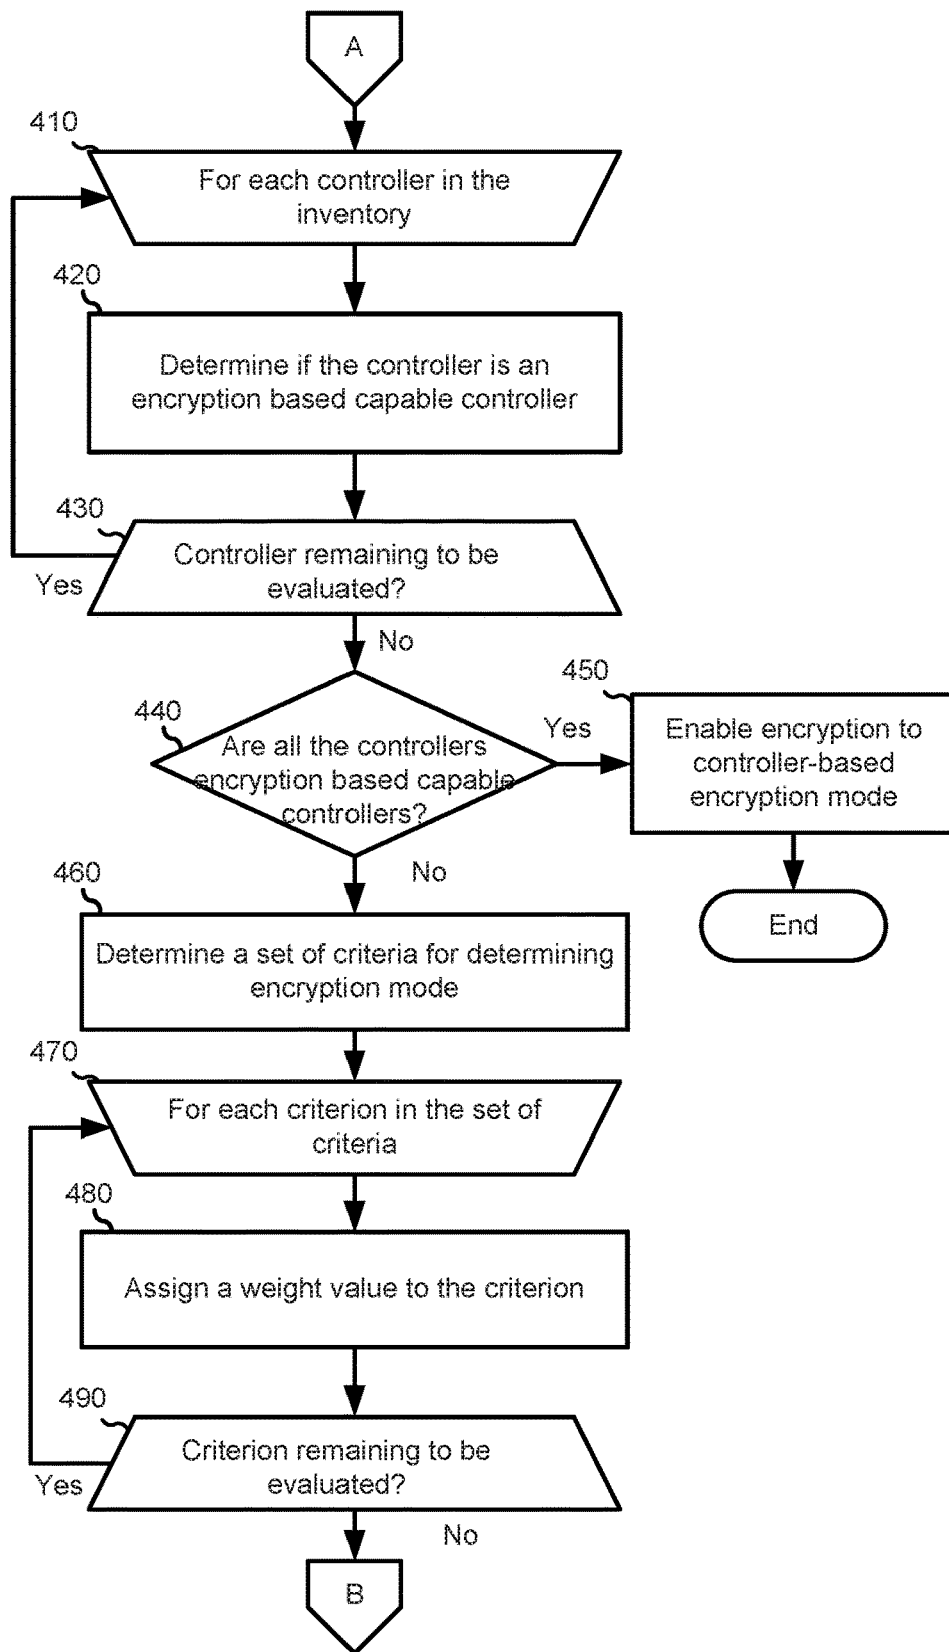 A
410
For each controller in the
inventory
420
Determine if the controller is an
encryption based capable controller
430
Controller remaining to be
evaluated?
Yes
No
440
Are all the controllers
encryption based capable
controllers?
Yes
450
Enable encryption to
controller-based
encryption mode
End
No
460
Determine a set of criteria for determining
encryption mode
470
For each criterion in the set of
criteria
480
Assign a weight value to the criterion
490
Criterion remaining to be
evaluated?
Yes
No
B